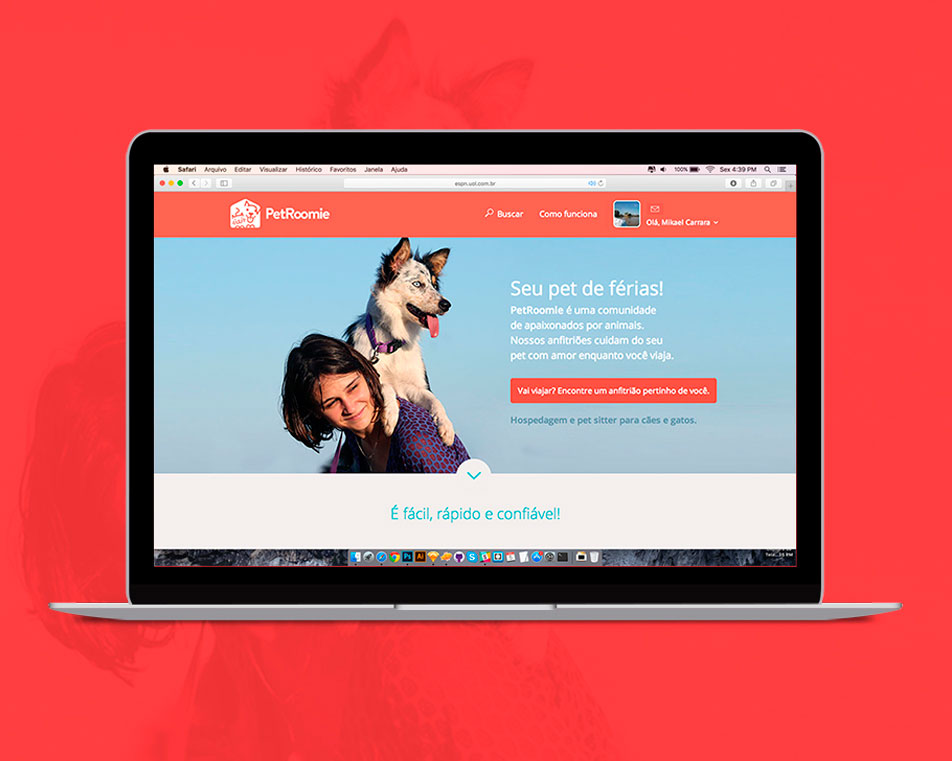 Safari Arquivo Editar Visualizar Histórico Favoritos Janela Ajuda 100% Sex 4:39 PM
espn.uol.com.br
PetRoomie
Buscar Como funciona
Olá, Mikael Carrara
Seu pet de férias!
PetRoomie é uma comunidade
de apaixonados por animais.
Nossos anfitriões cuidam do seu
pet com amor enquanto você viaja.
Vai viajar? Encontre um anfitrião pertinho de você.
Hospedagem e pet sitter para cães e gatos.
É fácil, rápido e confiável!
Ps Ai